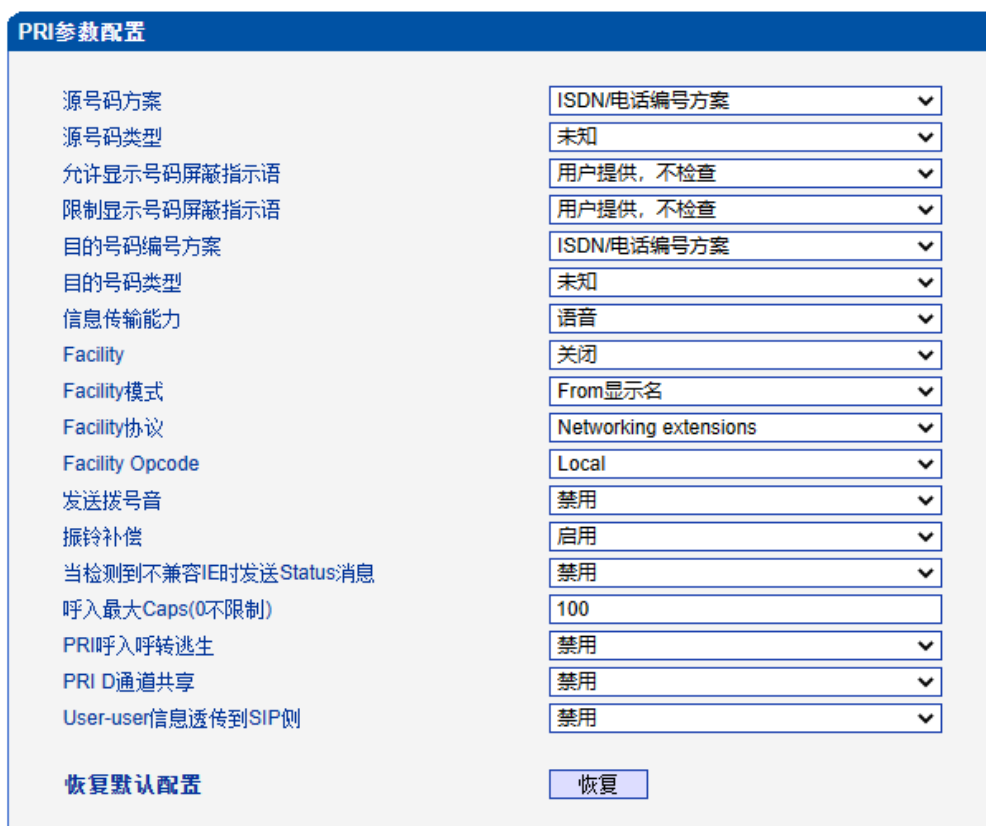 PRI参数配置
源号码方案 ISDN/电话编号方案
源号码类型 未知
允许显示号码屏蔽指示语 用户提供，不检查
限制显示号码屏蔽指示语 用户提供，不检查
目的号码编号方案 ISDN/电话编号方案
目的号码类型 未知
信息传输能力 语音
Facility 关闭
Facility模式 From显示名
Facility协议 Networking extensions
Facility Opcode Local
发送拨号音 禁用
振铃补偿 启用
当检测到不兼容IE时发送Status消息 禁用
呼入最大Caps(0不限制) 100
PRI呼入呼转逃生 禁用
PRI D通道共享 禁用
User-user信息透传到SIP侧 禁用
恢复默认配置 恢复